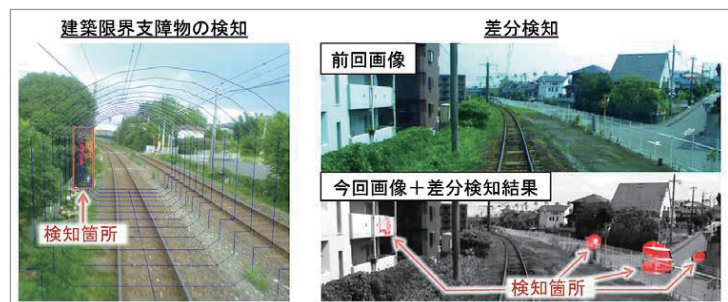 建築限界支障物の検知
検知箇所
差分検知
前回画像
今回画像＋差分検知結果
検知箇所